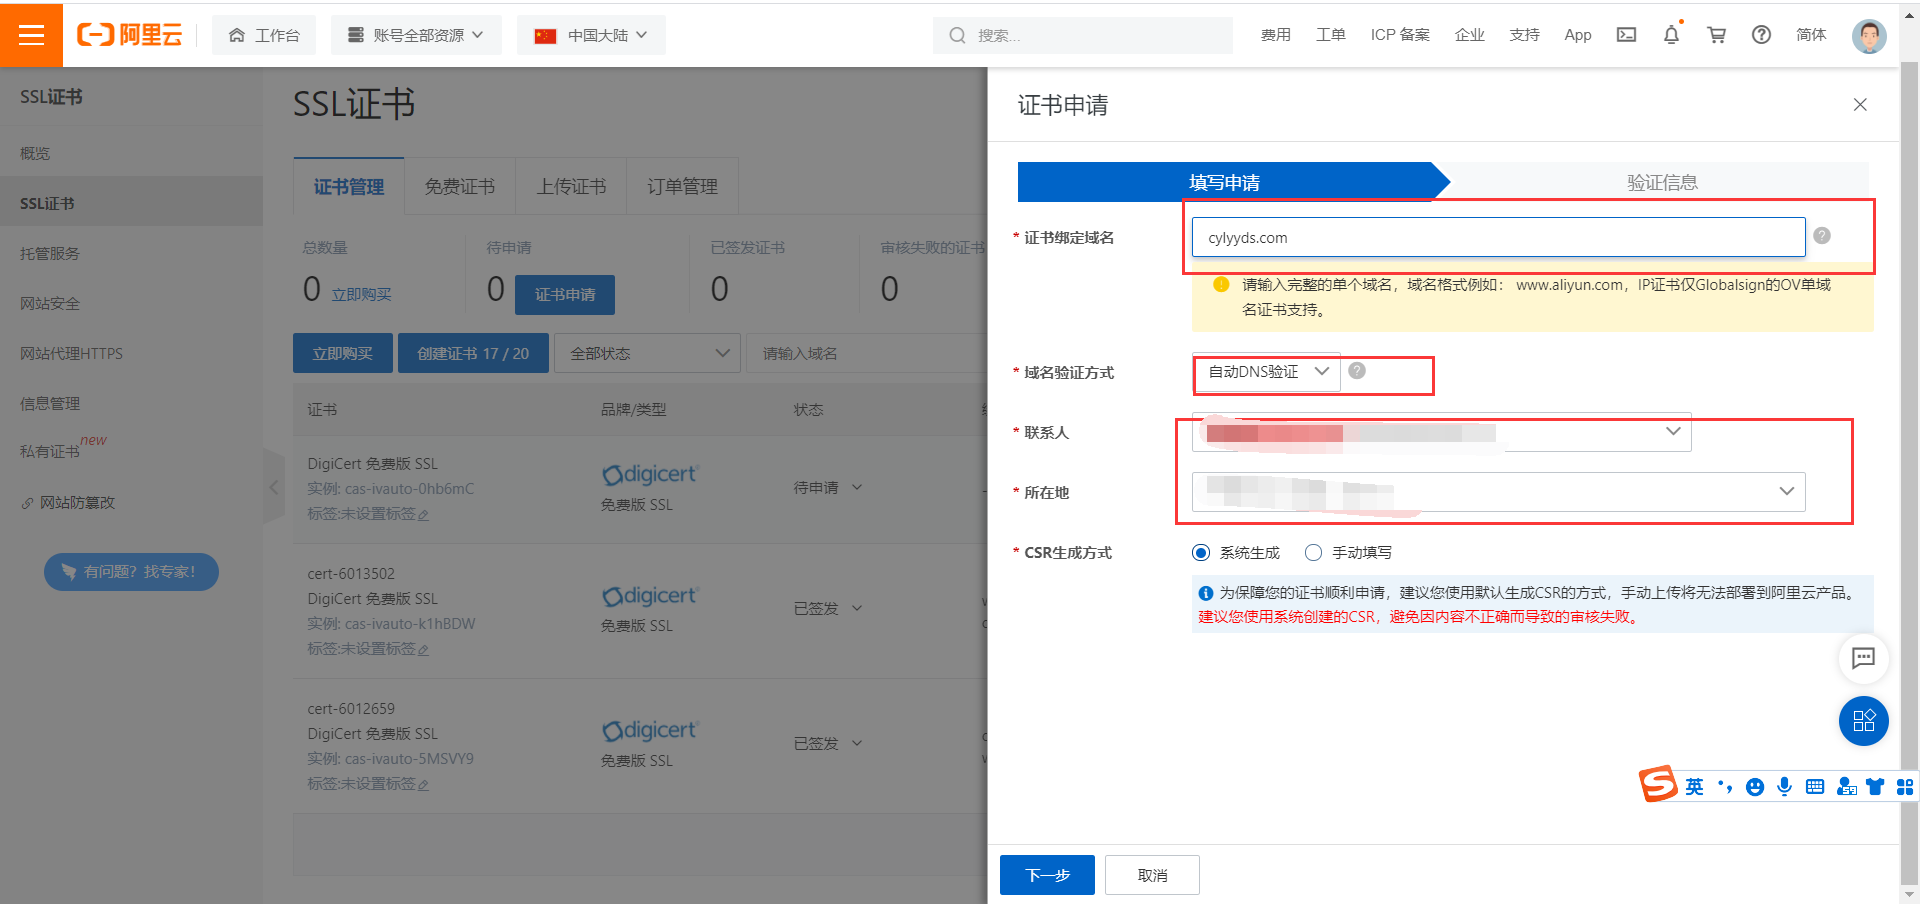 阿里云
工作台
账号全部资源
中国大陆
搜索...
费用
工单
ICP 备案
企业
支持
App
简体
SSL证书
概览
SSL证书
托管服务
网站安全
网站代理HTTPS
信息管理
私有证书 new
网站防篡改
有问题？找专家！
SSL证书
证书管理
免费证书
上传证书
订单管理
总数量
0 立即购买
待申请
0 证书申请
已签发证书
0
审核失败的证书
0
立即购买
创建证书 17 / 20
全部状态
请输入域名
证书
品牌/类型
状态
DigiCert 免费版 SSL
实例: cas-ivauto-0hb6mC
标签:未设置标签
digicert
免费版 SSL
待申请
-
cert-6013502
DigiCert 免费版 SSL
实例: cas-ivauto-k1hBDW
标签:未设置标签
digicert
免费版 SSL
已签发
cert-6012659
DigiCert 免费版 SSL
实例: cas-ivauto-5MSVY9
标签:未设置标签
digicert
免费版 SSL
已签发
证书申请
填写申请
验证信息
* 证书绑定域名
cylyyds.com
请输入完整的单个域名，域名格式例如： www.aliyun.com，IP证书仅Globalsign的OV单域
名证书支持。
* 域名验证方式
自动DNS验证
* 联系人
* 所在地
* CSR生成方式
系统生成
手动填写
为保障您的证书顺利申请，建议您使用默认生成CSR的方式，手动上传将无法部署到阿里云产品。
建议您使用系统创建的CSR，避免因内容不正确而导致的审核失败。
英
下一步
取消